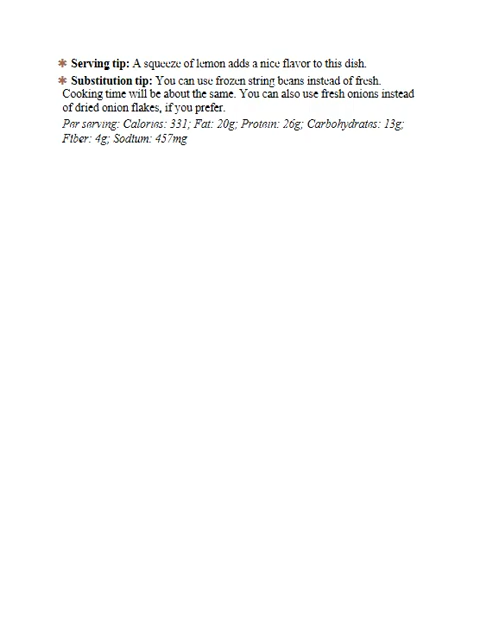 ✱ Serving tip: A squeeze of lemon adds a nice flavor to this dish.
✱ Substitution tip: You can use frozen string beans instead of fresh.
Cooking time will be about the same. You can also use fresh onions instead
of dried onion flakes, if you prefer.
Per serving: Calories: 331; Fat: 20g; Protein: 26g; Carbohydrates: 13g;
Fiber: 4g; Sodium: 457mg